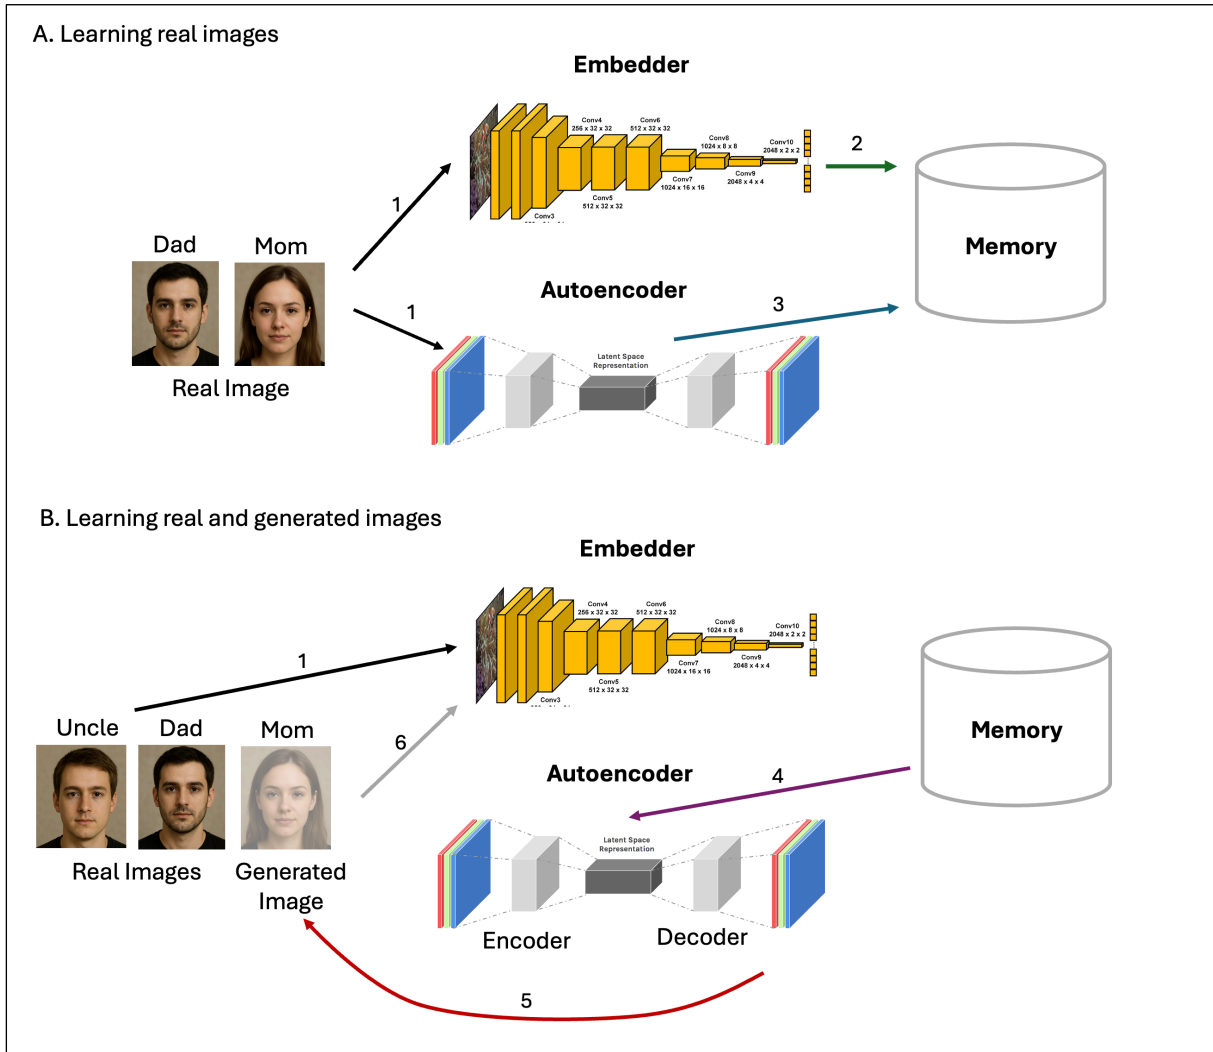 A. Learning real images
Embedder
Conv4
256 x 32 x 32
Conv6
512 x 32 x 32
Conv8
1024 x 8 x 8
Conv10
2048 x 2 x 2
Conv7
1024 x 16 x 16
Conv9
2048 x 4 x 4
Conv5
512 x 32 x 32
Conv3
1
2
Memory
Dad
Mom
Real Image
1
Autoencoder
3
Latent Space
Representation
B. Learning real and generated images
Embedder
Conv4
256 x 32 x 32
Conv6
512 x 32 x 32
Conv8
1024 x 8 x 8
Conv10
2048 x 2 x 2
Conv7
1024 x 16 x 16
Conv9
2048 x 4 x 4
Conv5
512 x 32 x 32
Conv3
1
Memory
Uncle
Dad
Mom
6
Real Images
Generated
Image
Autoencoder
4
Latent Space
Representation
Encoder
Decoder
5